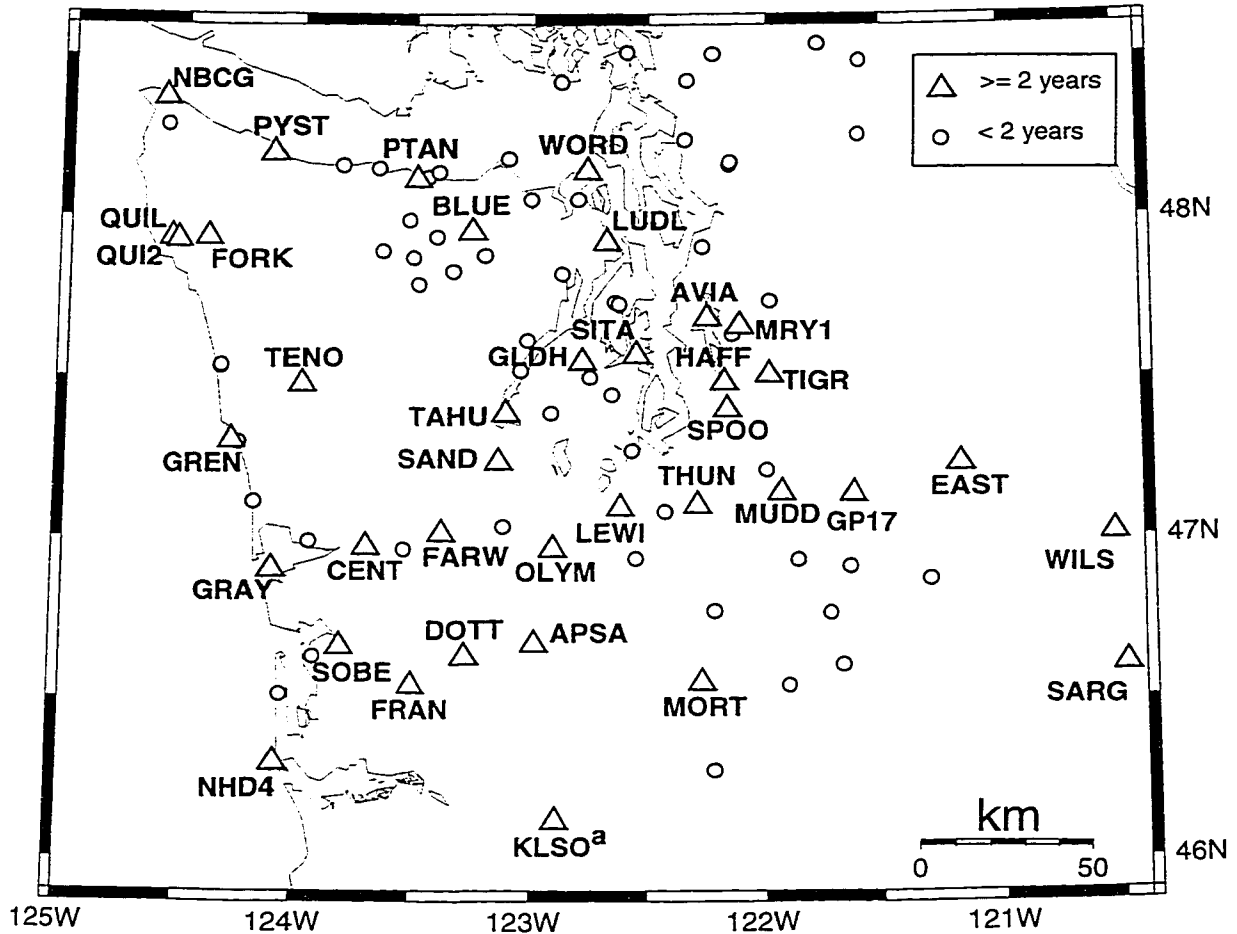 NBCG
>= 2 years
< 2 years
PYST
PTAN
WORD
BLUE
48N
QUIL
LUDL
QUI2
FORK
AVIA
SITA
MRY1
TENO
GLDH
HAFF
TIGR
TAHU
SPOO
GREN
SAND
THUN
EAST
MUDD
GP17
LEWI
47N
CENT
FARW
OLYM
WILS
GRAY
DOTT
APSA
SOBE
SARG
FRAN
MORT
NHD4
km
KLSOa
46N
0 50
125W 124W 123W 122W 121W